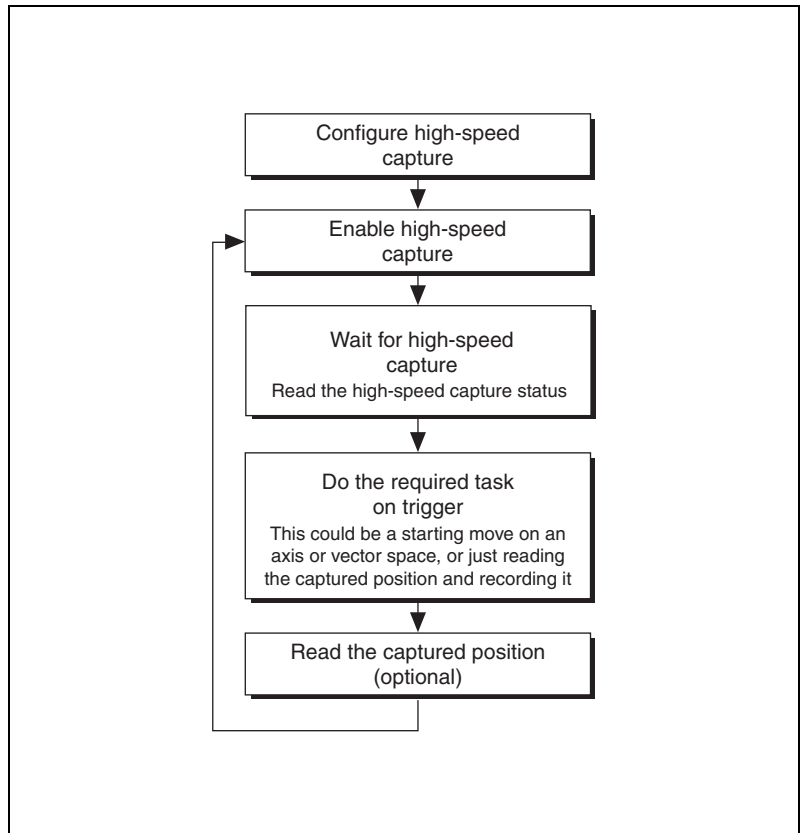 Configure high-speed
capture
Enable high-speed
capture
Wait for high-speed
capture
Read the high-speed capture status
Do the required task
on trigger
This could be a starting move on an
axis or vector space, or just reading
the captured position and recording it
Read the captured position
(optional)